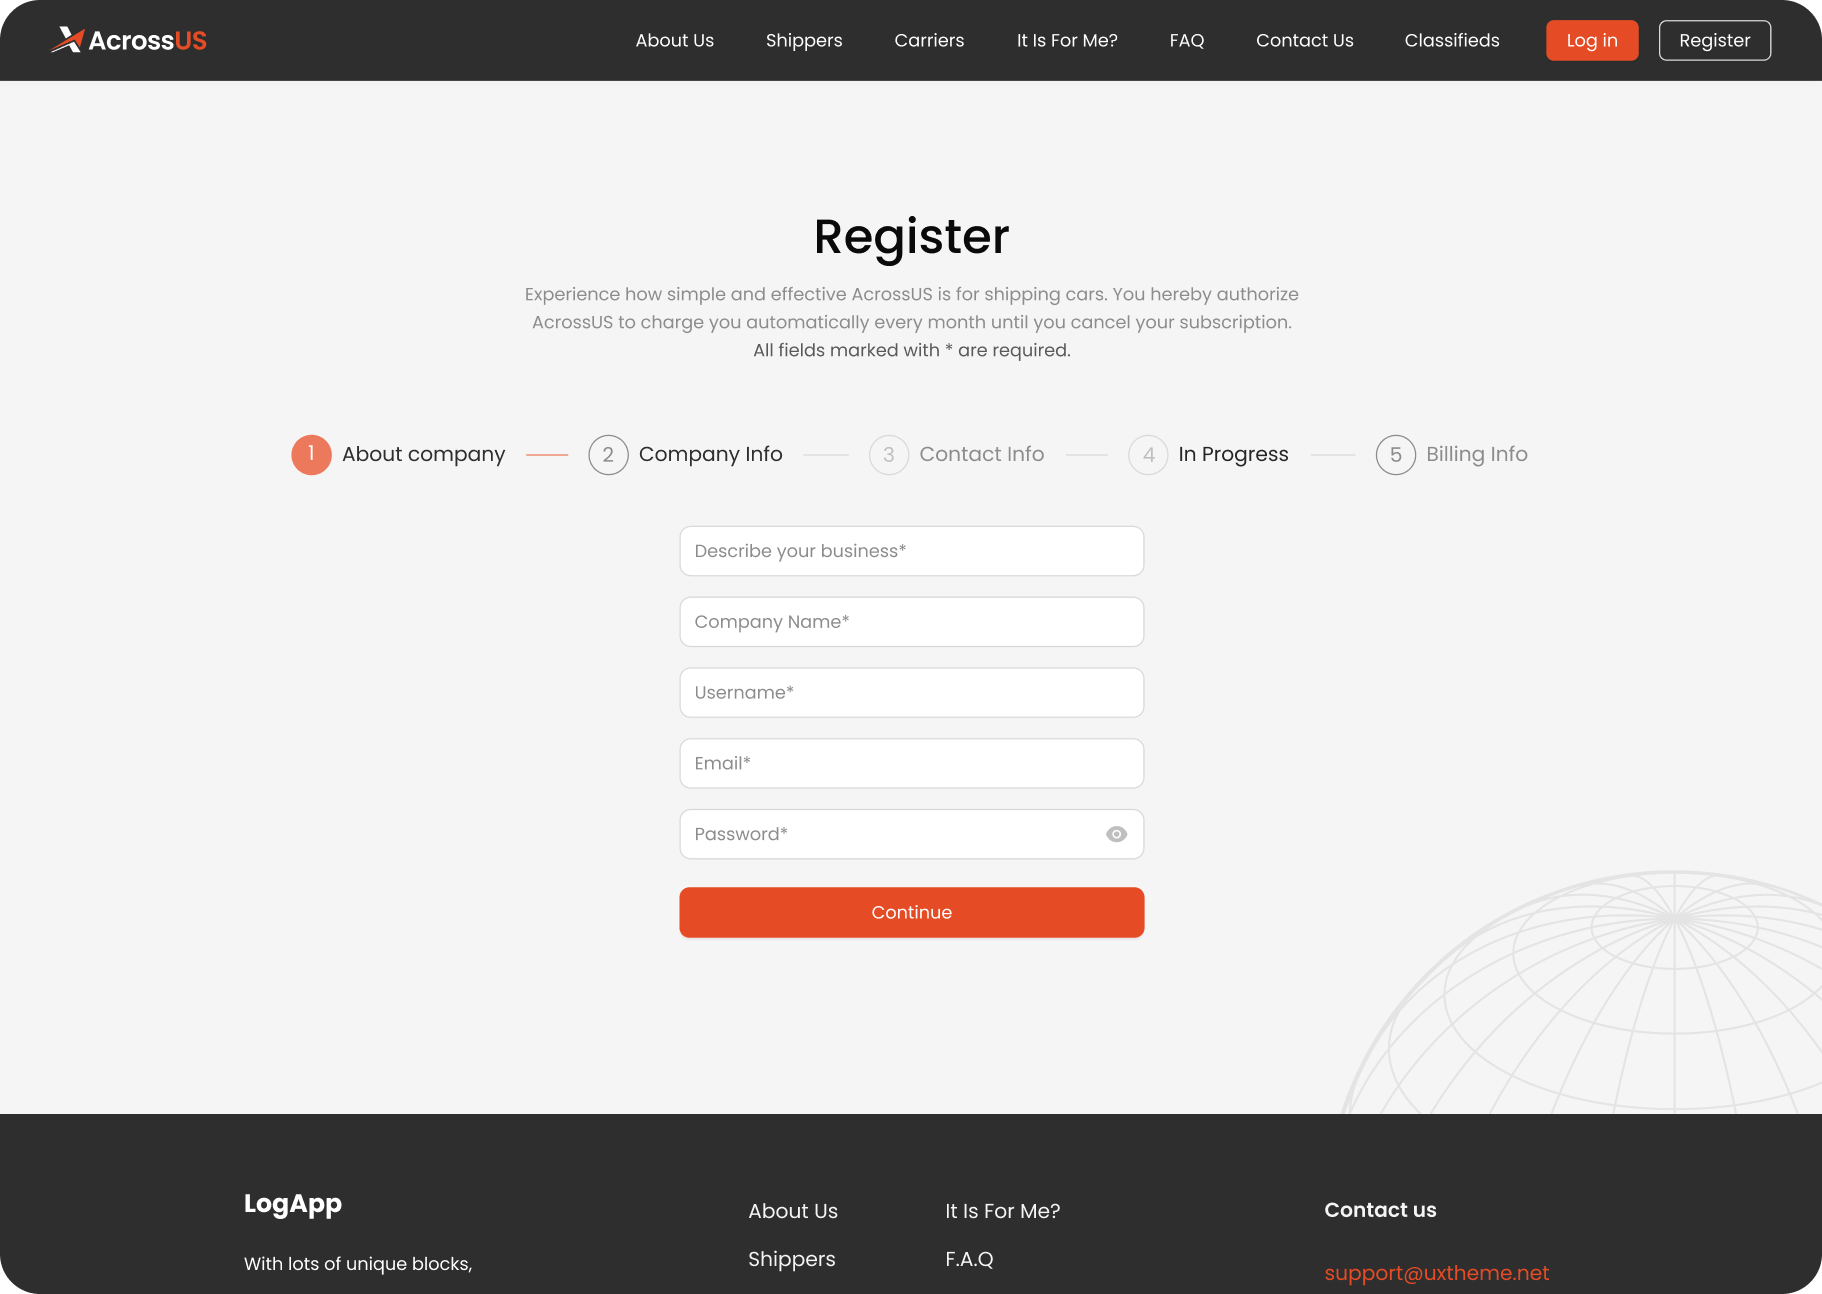 AcrossUS
About Us
Shippers
Carriers
It Is For Me?
FAQ
Contact Us
Classifieds
Log in
Register
Register
Experience how simple and effective AcrossUS is for shipping cars. You hereby authorize
AcrossUS to charge you automatically every month until you cancel your subscription.
All fields marked with * are required.
1 About company
2 Company Info
3 Contact Info
4 In Progress
5 Billing Info
Describe your business*
Company Name*
Username*
Email*
Password*
Continue
LogApp
With lots of unique blocks,
About Us
Shippers
It Is For Me?
F.A.Q
Contact us
support@uxtheme.net